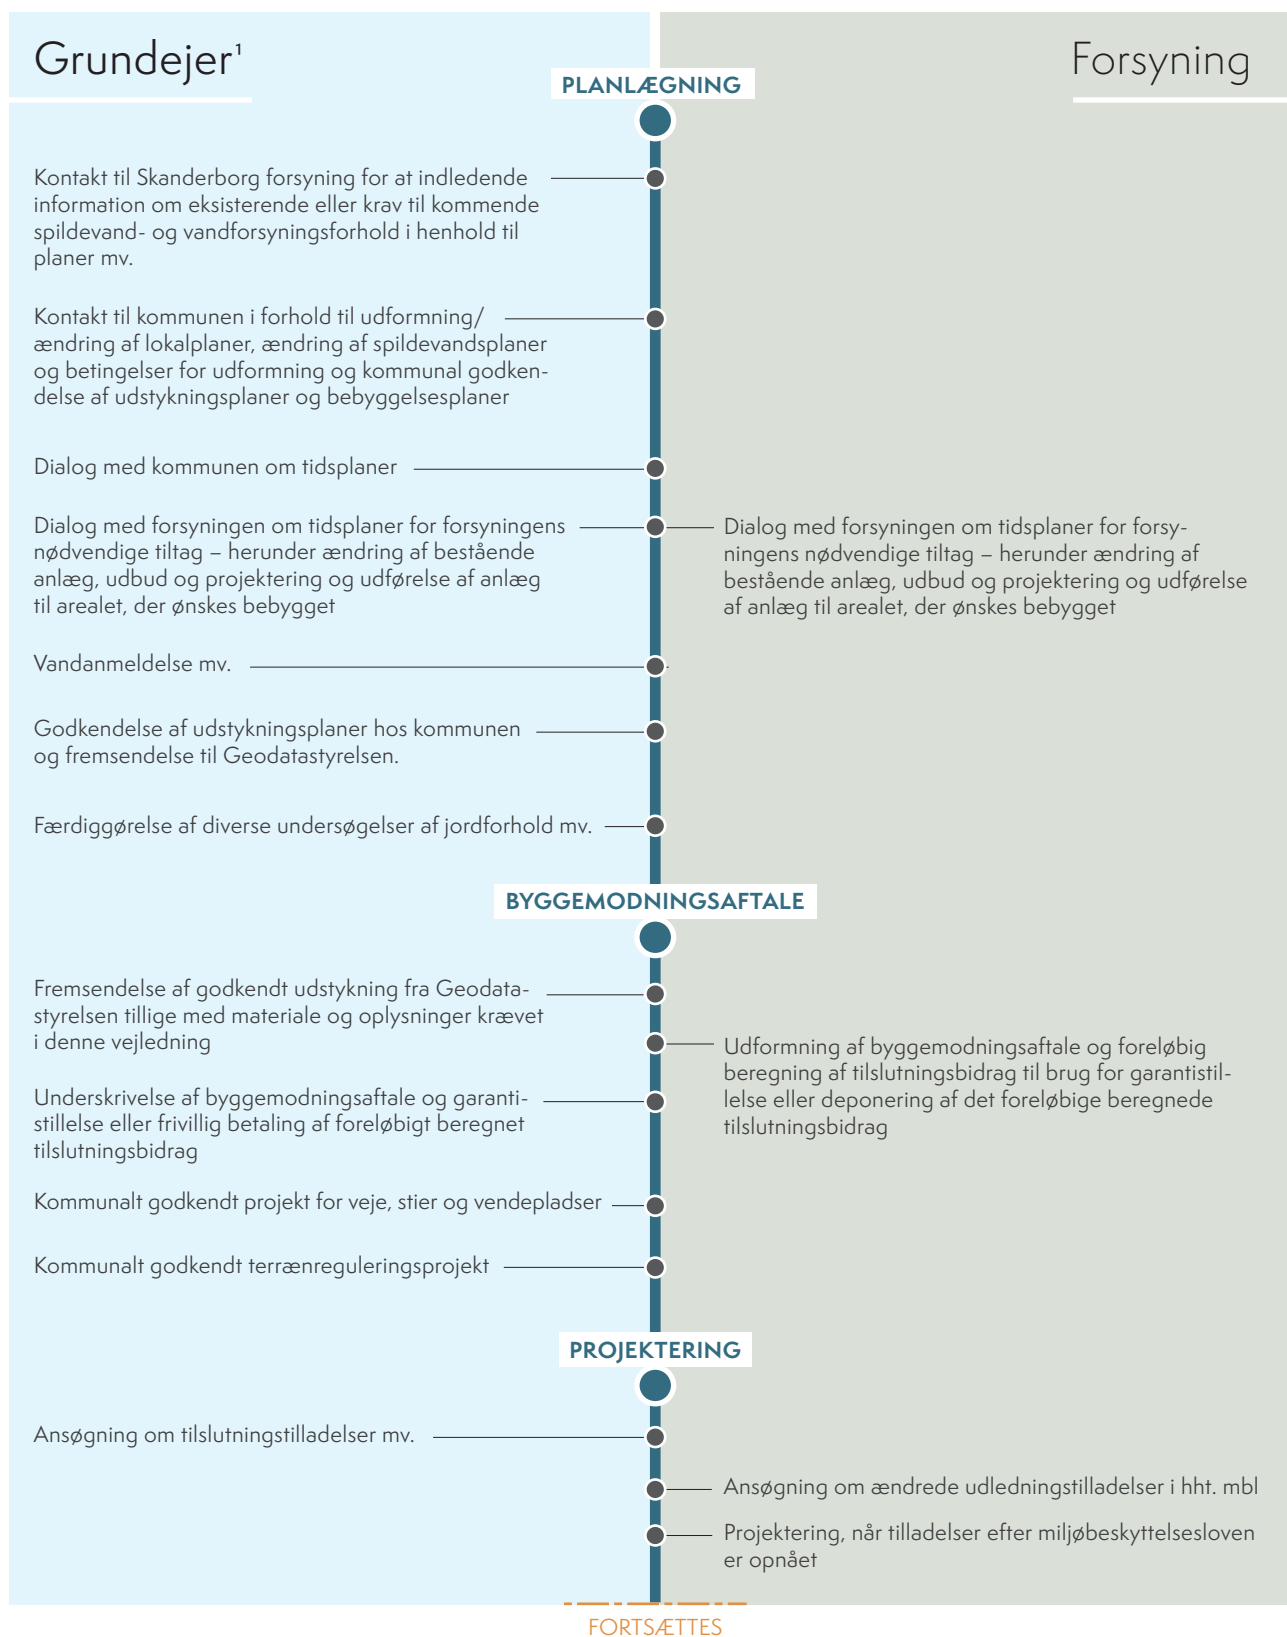 Grundejer¹
Forsyning
PLANLÆGNING
Kontakt til Skanderborg forsyning for at indledende
information om eksisterende eller krav til kommende
spildevand- og vandforsyningsforhold i henhold til
planer mv.
Kontakt til kommunen i forhold til udformning/
ændring af lokalplaner, ændring af spildevandsplaner
og betingelser for udformning og kommunal godken-
delse af udstykningsplaner og bebyggelsesplaner
Dialog med kommunen om tidsplaner
Dialog med forsyningen om tidsplaner for forsyningens
nødvendige tiltag – herunder ændring af bestående
anlæg, udbud og projektering og udførelse af anlæg
til arealet, der ønskes bebygget
Dialog med forsyningen om tidsplaner for forsy-
ningens nødvendige tiltag – herunder ændring af
bestående anlæg, udbud og projektering og udførelse
af anlæg til arealet, der ønskes bebygget
Vandanmeldelse mv.
Godkendelse af udstykningsplaner hos kommunen
og fremsendelse til Geodatastyrelsen.
Færdiggørelse af diverse undersøgelser af jordforhold mv.
BYGGEMODNINGSAFTALE
Fremsendelse af godkendt udstykning fra Geodata-
styrelsen tillige med materiale og oplysninger krævet
i denne vejledning
Udformning af byggemodningsaftale og foreløbig
beregning af tilslutningsbidrag til brug for garantistil-
lelse eller deponering af det foreløbige beregnede
tilslutningsbidrag
Underskrivelse af byggemodningsaftale og garanti-
stillelse eller frivillig betaling af foreløbigt beregnet
tilslutningsbidrag
Kommunalt godkendt projekt for veje, stier og vendepladser
Kommunalt godkendt terrænreguleringsprojekt
PROJEKTERING
Ansøgning om tilslutningstilladelser mv.
Ansøgning om ændrede udledningstilladelser i hht. mbl
Projektering, når tilladelser efter miljøbeskyttelsesloven
er opnået
FORTSÆTTES